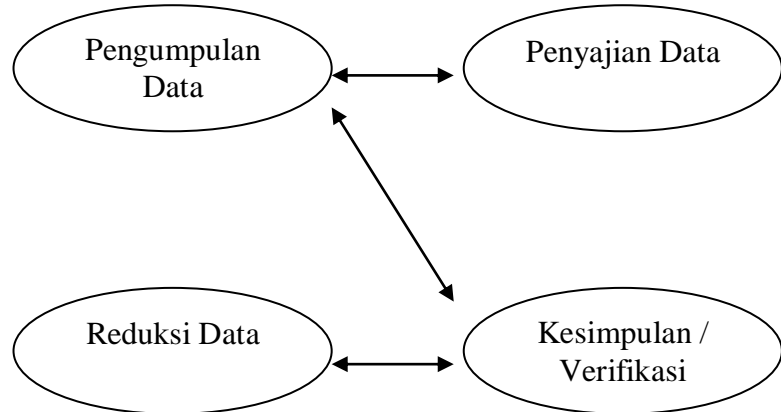 Pengumpulan
Data
Penyajian Data
Reduksi Data
Kesimpulan /
Verifikasi